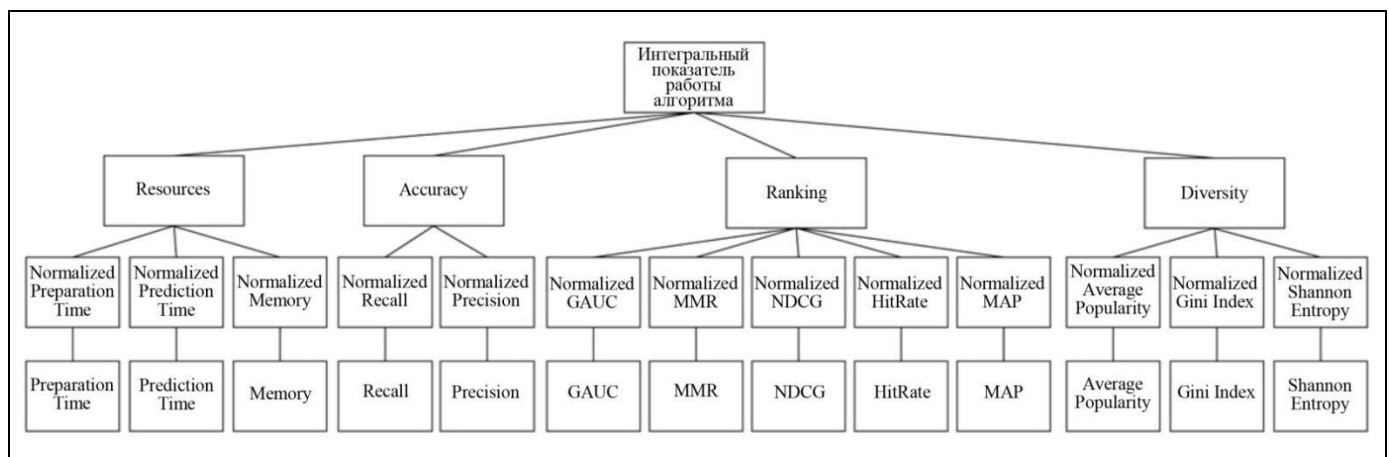 Интегральный
показатель
работы
алгоритма
Resources
Accuracy
Ranking
Diversity
Normalized
Preparation
Time
Normalized
Prediction
Time
Normalized
Memory
Normalized
Recall
Normalized
Precision
Normalized
GAUC
Normalized
MMR
Normalized
NDCG
Normalized
HitRate
Normalized
MAP
Normalized
Average
Popularity
Normalized
Gini Index
Normalized
Shannon
Entropy
Preparation
Time
Prediction
Time
Memory
Recall
Precision
GAUC
MMR
NDCG
HitRate
MAP
Average
Popularity
Gini Index
Shannon
Entropy